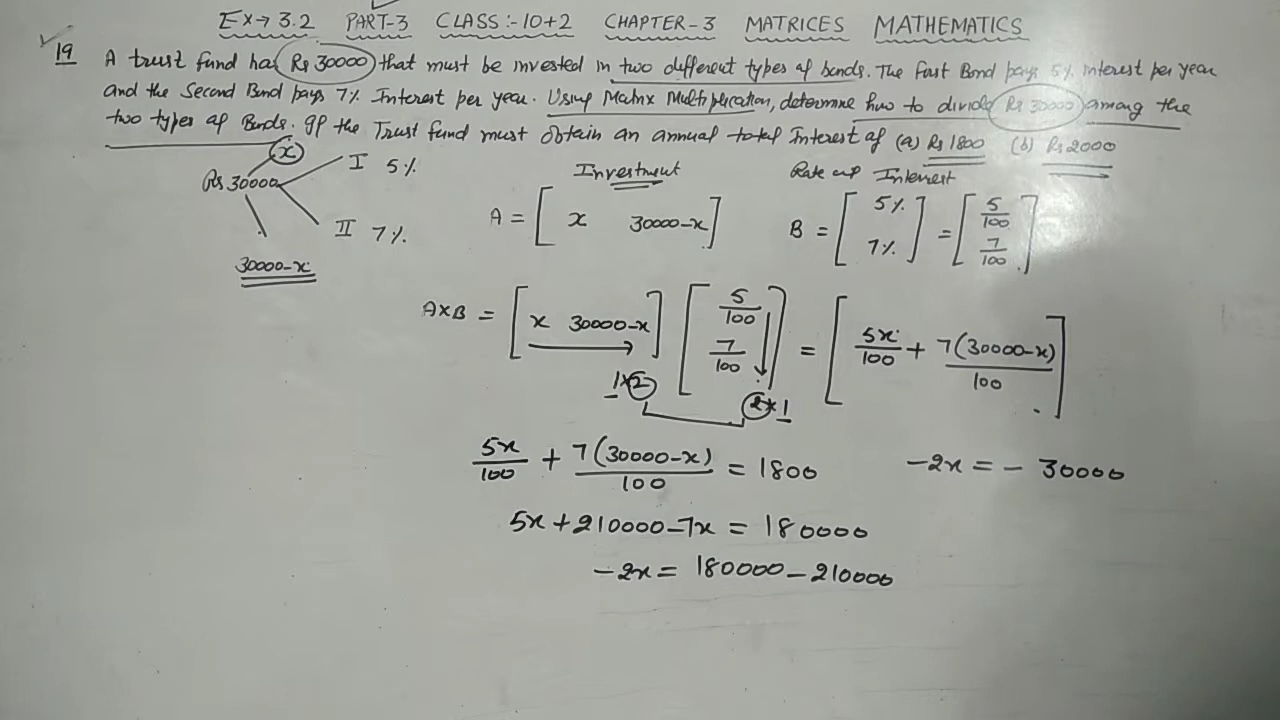 EX→ 3.2 PART-3 CLASS:-10+2 CHAPTER-3 MATRICES MATHEMATICS
19 A trust fund has Rs 30000 that must be invested in two different types of bonds. The First Bond pays 5% interest per year
and the Second Bond pays 7% Interest per year. Using Matrix Multiplication, determine how to divide Rs 30000 among the
two types of Bonds. If the Trust fund must obtain an annual total Interest of (a) Rs 1800 (b) Rs 2000
x
Rs 30000 I 5%
II 7%
30000-x
Investment Rate of Interest
A = [ x 30000-x ] B = [ 5% 7% ] = [ 5/100 7/100 ]
A×B = [ x 30000-x ] [ 5/100 7/100 ] = [ 5x/100 + 7(30000-x)/100 ]
1×2 2×1
5x/100 + 7(30000-x)/100 = 1800 -2x = - 30000
5x+210000-7x = 180000
-2x = 180000-210000